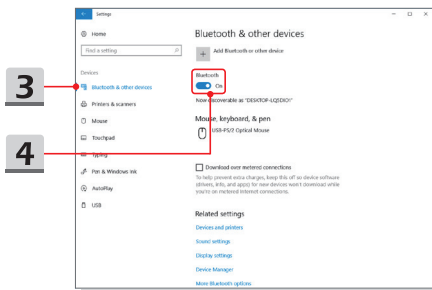 Settings
Home
Find a setting
Devices
Bluetooth & other devices
Printers & scanners
Mouse
Touchpad
Typing
Pen & Windows Ink
AutoPlay
USB
3
4
Bluetooth & other devices
Add Bluetooth or other device
Bluetooth
On
Now discoverable as "DESKTOP-LQ5DIO"
Mouse, keyboard, & pen
USB-PS/2 Optical Mouse
Download over metered connections
To help prevent extra charges, keep this off so device software
(drivers, info, and apps) for new devices won't download while
you're on metered Internet connections.
Related settings
Devices and printers
Sound settings
Display settings
Device Manager
More Bluetooth options